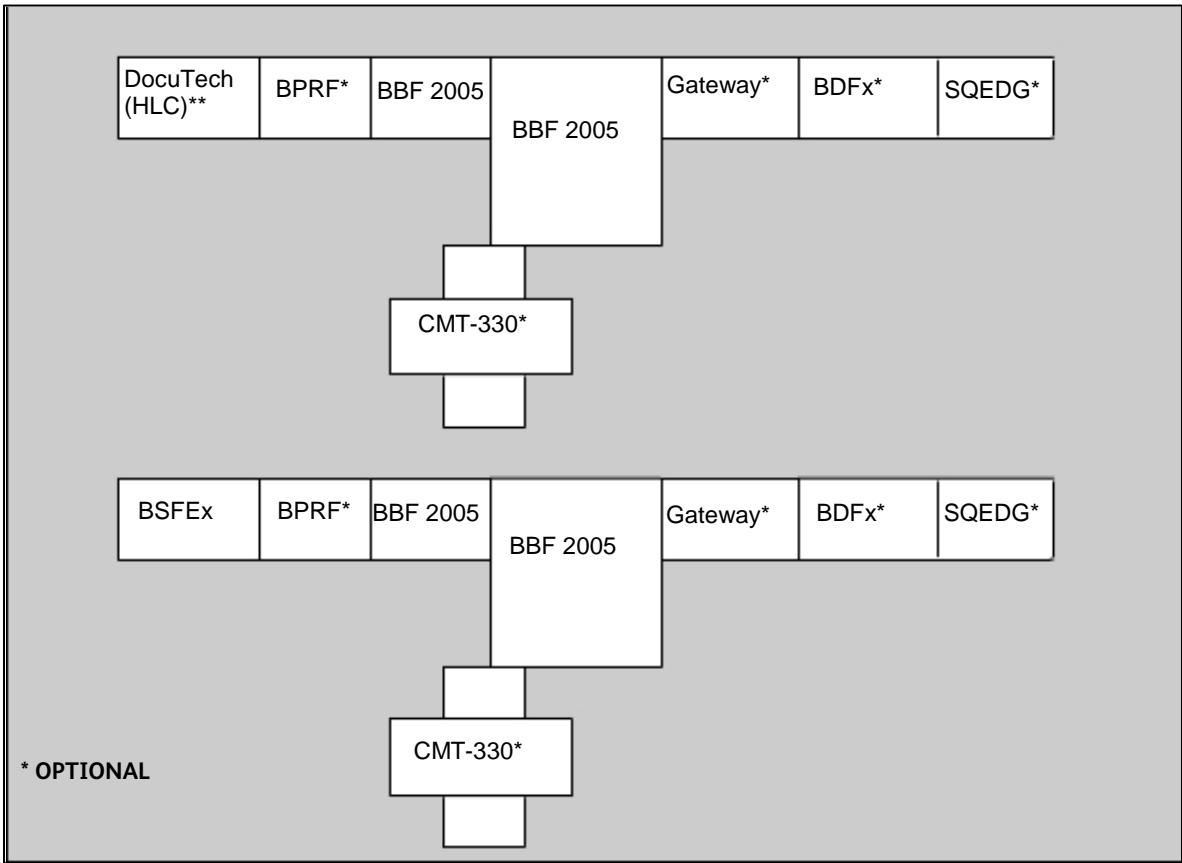 DocuTech
(HLC)**
BPRF*
BBF 2005
BBF 2005
Gateway*
BDFx*
SQEDG*
CMT-330*
BSFEx
BPRF*
BBF 2005
BBF 2005
Gateway*
BDFx*
SQEDG*
CMT-330*
* OPTIONAL